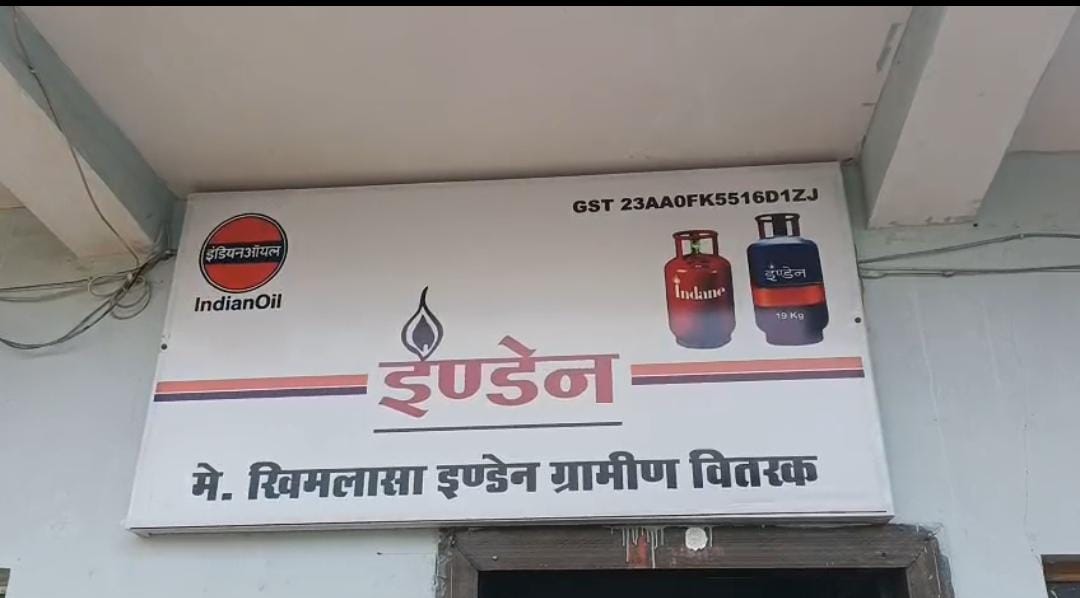 GST 23AA0FK5516D1ZJ
इंडियनऑयल
IndianOil
Indane
इण्डेन
19 Kg
इण्डेन
मे. खिमलासा इण्डेन ग्रामीण वितरक